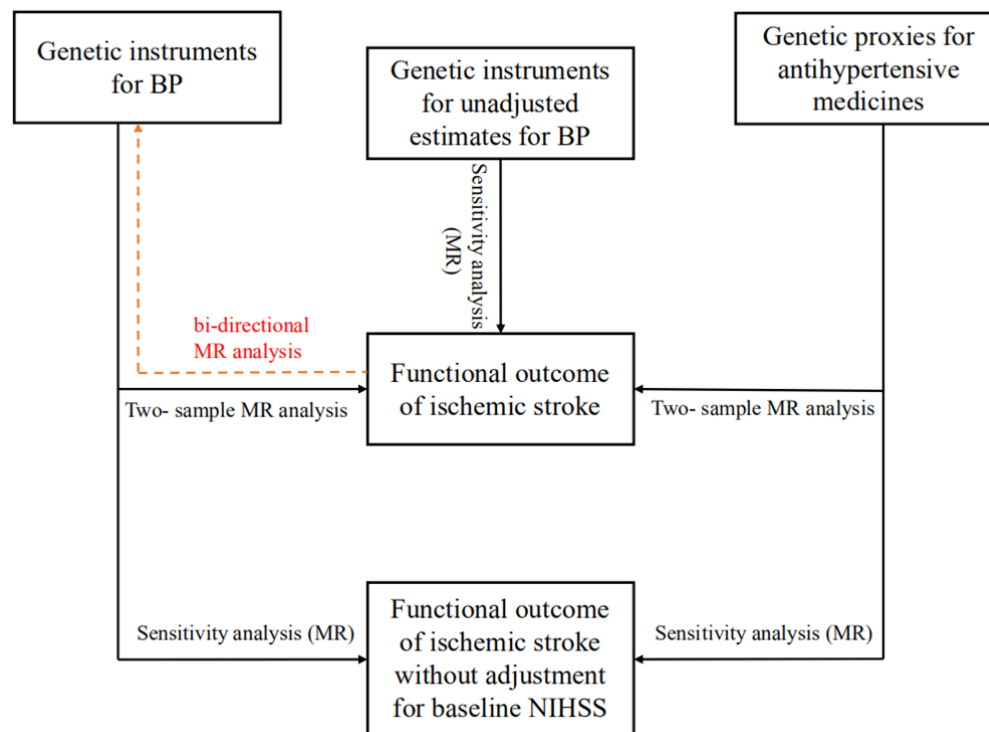 Genetic instruments
for BP
Genetic instruments
for unadjusted
estimates for BP
Genetic proxies for
antihypertensive
medicines
Sensitivity analysis
(MR)
bi-directional
MR analysis
Functional outcome
of ischemic stroke
Two- sample MR analysis
Two- sample MR analysis
Functional outcome
of ischemic stroke
without adjustment
for baseline NIHSS
Sensitivity analysis (MR)
Sensitivity analysis (MR)